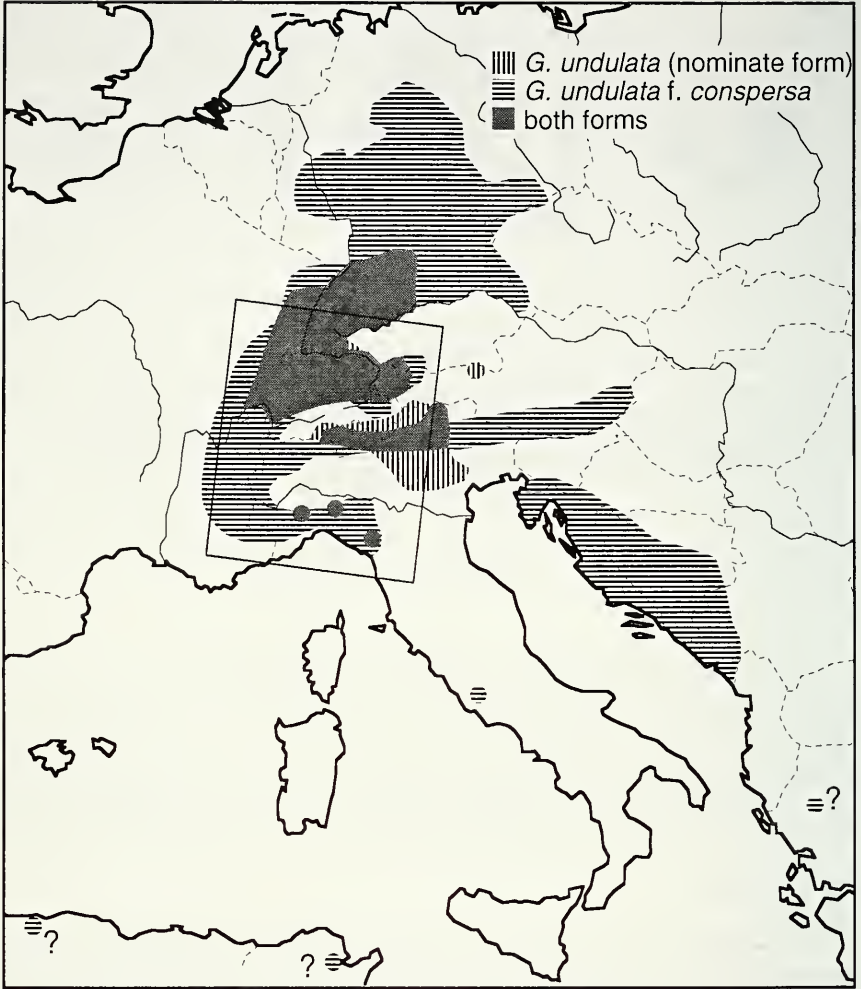 G. undulata (nominate form)
G. undulata f. conspersa
both forms
?
?
?